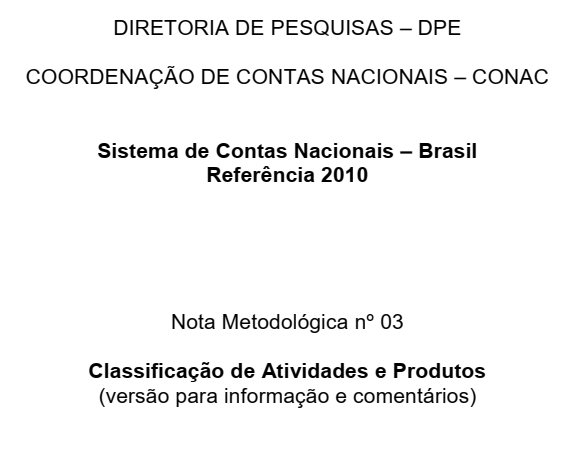 DIRETORIA DE PESQUISAS – DPE
COORDENAÇÃO DE CONTAS NACIONAIS – CONAC
Sistema de Contas Nacionais – Brasil
Referência 2010
Nota Metodológica nº 03
Classificação de Atividades e Produtos
(versão para informação e comentários)